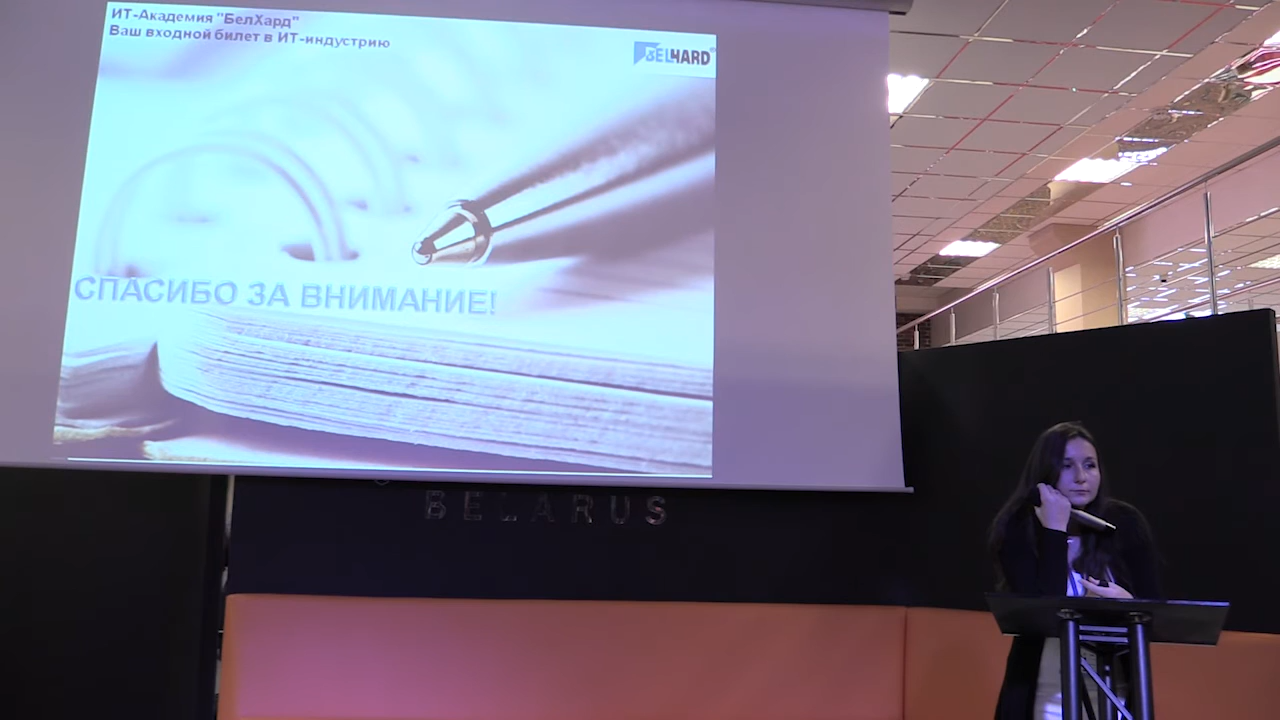 ИТ-Академия "БелХард"
Ваш входной билет в ИТ-индустрию
BELHARD
СПАСИБО ЗА ВНИМАНИЕ!
BELARUS